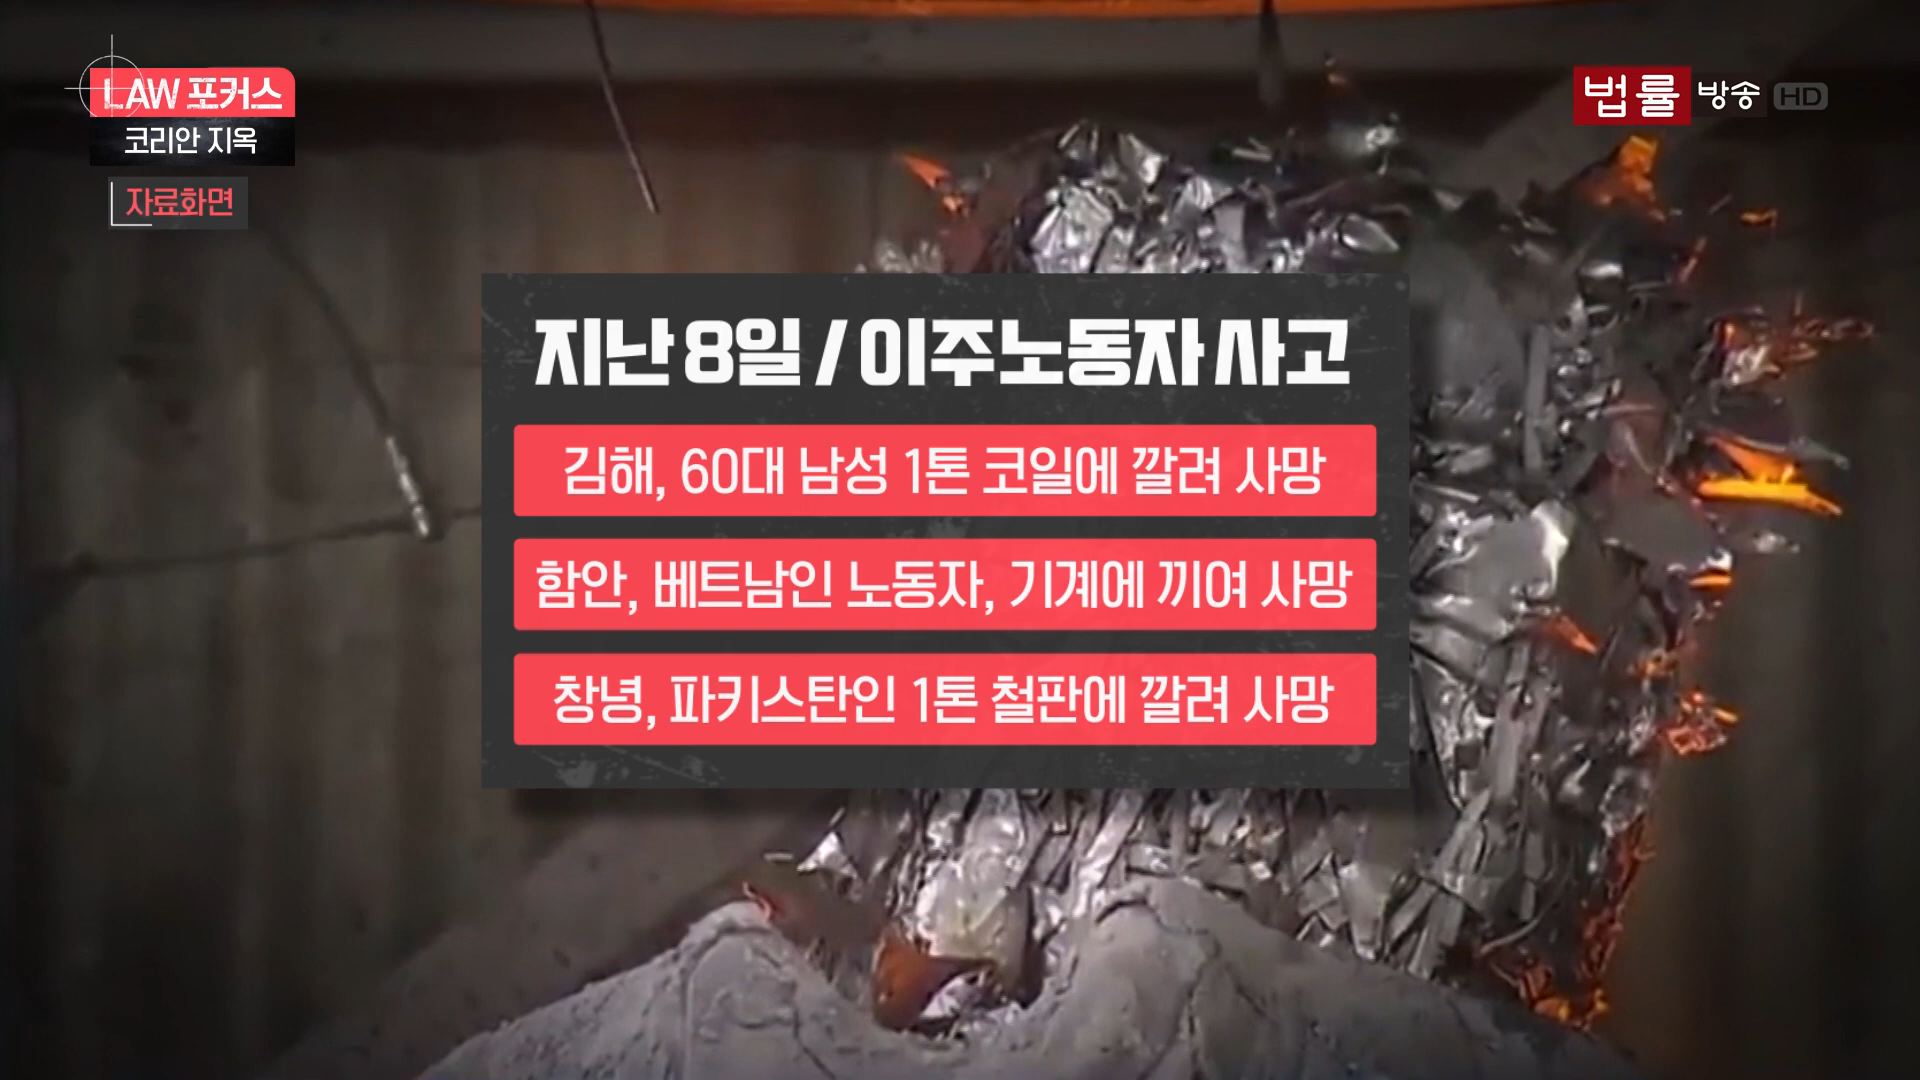 LAW 포커스
코리안 지옥
자료화면
법률방송 HD
지난 8일 / 이주노동자 사고
김해, 60대 남성 1톤 코일에 깔려 사망
함안, 베트남인 노동자, 기계에 끼여 사망
창녕, 파키스탄인 1톤 철판에 깔려 사망